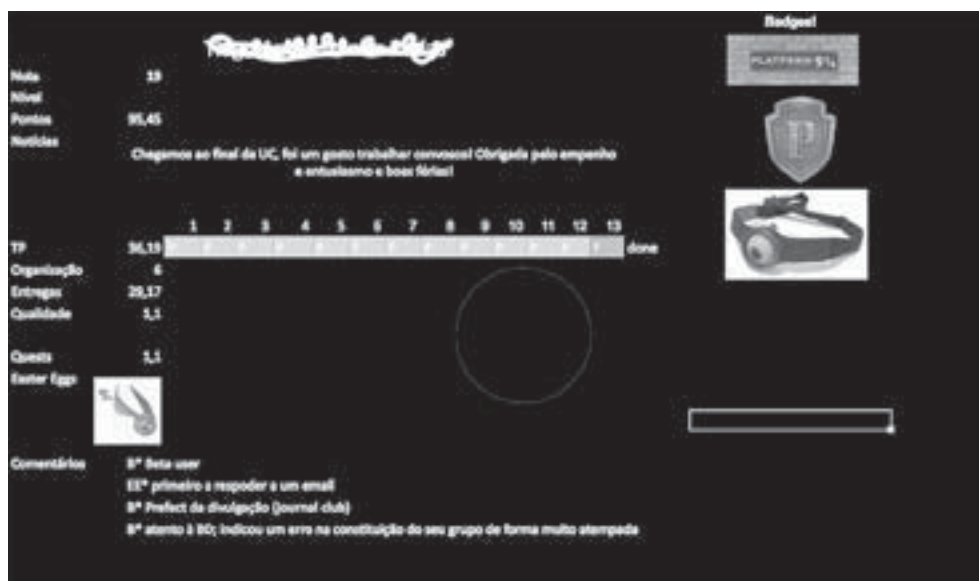 Badges!
PLATFORM 9¾
P
Nota 19
Nível
Pontos 95,45
Notícias
Chegamos ao final da UC, foi um gosto trabalhar convosco! Obrigada pelo empenho
e entusiasmo e boas férias!
1 2 3 4 5 6 7 8 9 10 11 12 13
TP 36,19 done
Organização 6
Entregas 29,17
Qualidade 1,1
Quests 1,1
Easter Eggs
Comentários B* Beta user
EE* primeiro a respoder a um email
B* Prefect da divulgação (journal club)
B* atento à BD; indicou um erro na constituição do seu grupo de forma muito atempada